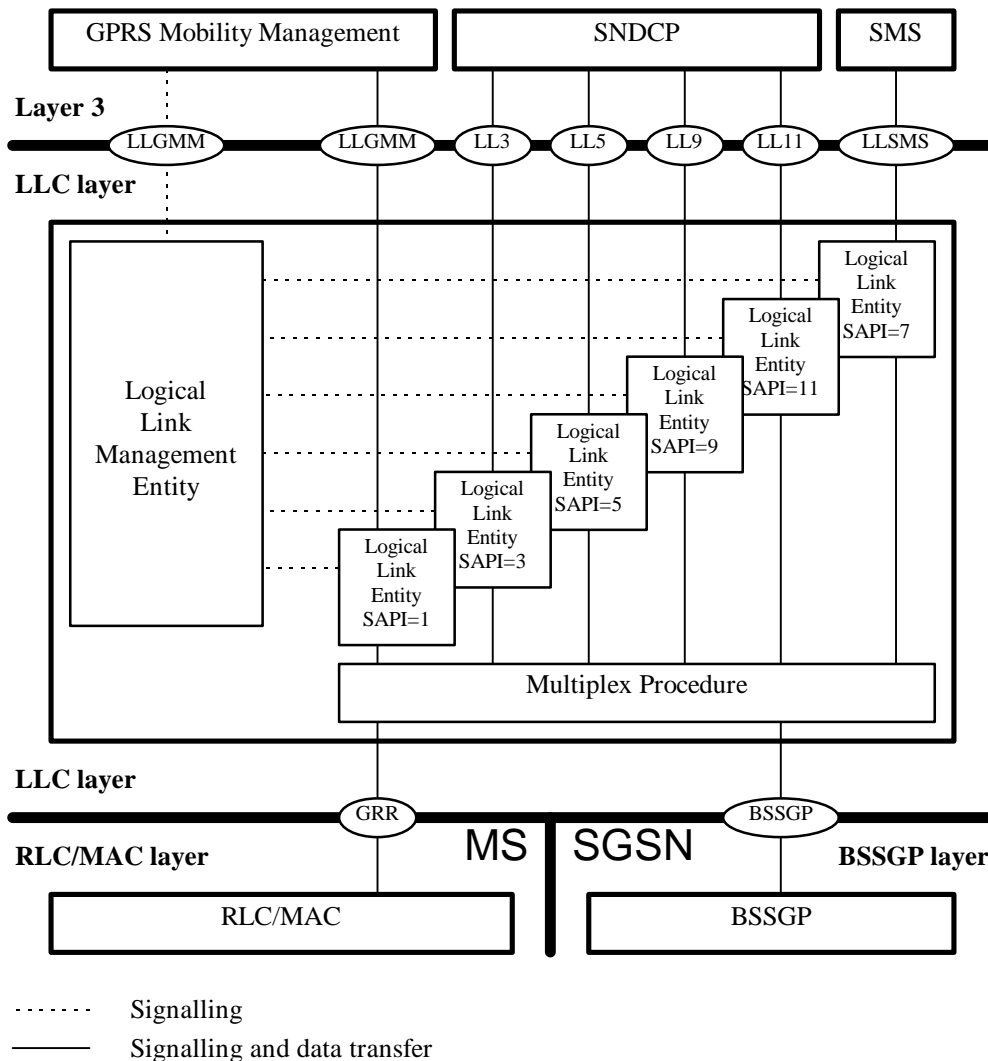 GPRS Mobility Management
SNDCP
SMS
Layer 3
LLGMM
LLGMM
LL3
LL5
LL9
LL11
LLSMS
LLC layer
Logical
Link
Entity
SAPI=7
Logical
Link
Entity
SAPI=11
Logical
Link
Entity
SAPI=9
Logical
Link
Entity
SAPI=5
Logical
Link
Entity
SAPI=3
Logical
Link
Entity
SAPI=1
Logical
Link
Management
Entity
Multiplex Procedure
LLC layer
GRR
BSSGP
RLC/MAC layer
MS
SGSN
BSSGP layer
RLC/MAC
BSSGP
Signalling
Signalling and data transfer